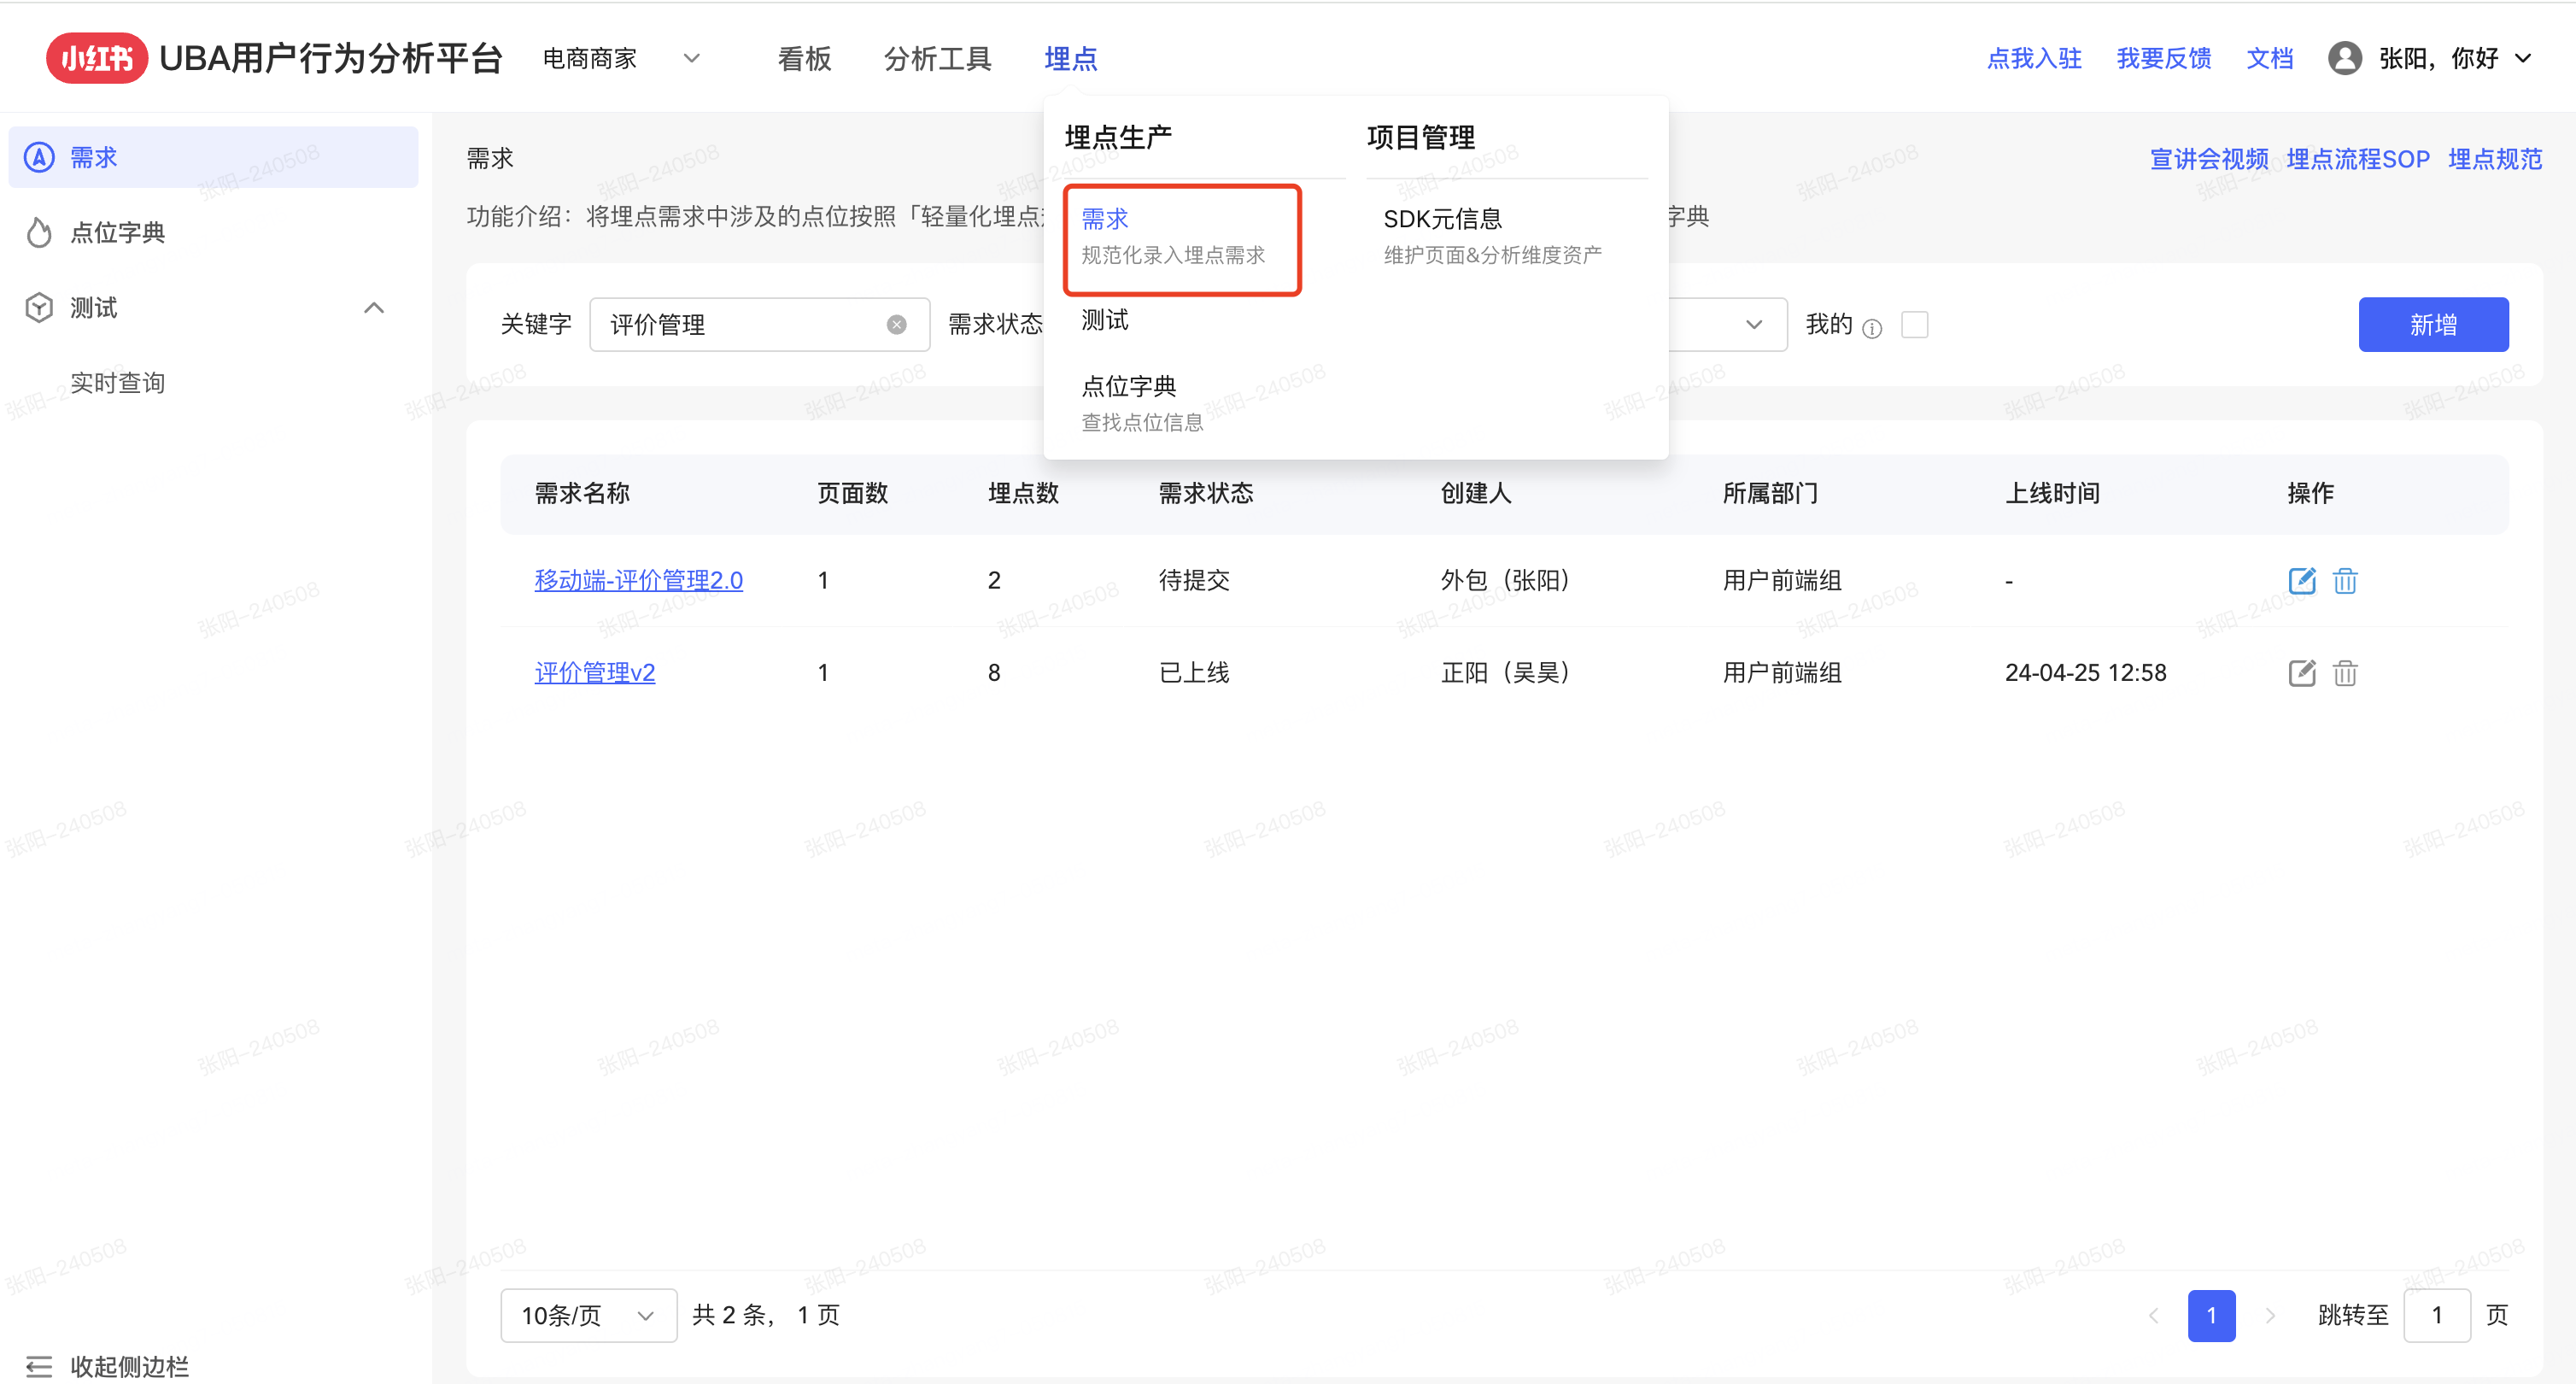 小红书 UBA用户行为分析平台 电商商家 看板 分析工具 埋点 点我入驻 我要反馈 文档 张阳，你好
需求
点位字典
测试
实时查询
收起侧边栏
埋点生产 项目管理
需求
规范化录入埋点需求
SDK元信息
维护页面&分析维度资产
测试
点位字典
查找点位信息
需求 宣讲会视频 埋点流程SOP 埋点规范
功能介绍：将埋点需求中涉及的点位按照「轻量化埋点 字典
关键字 评价管理 需求状态 我的 新增
需求名称 页面数 埋点数 需求状态 创建人 所属部门 上线时间 操作
移动端-评价管理2.0 1 2 待提交 外包（张阳） 用户前端组 -
评价管理v2 1 8 已上线 正阳（吴昊） 用户前端组 24-04-25 12:58
10条/页 共 2 条， 1 页 1 跳转至 1 页
张阳-240508